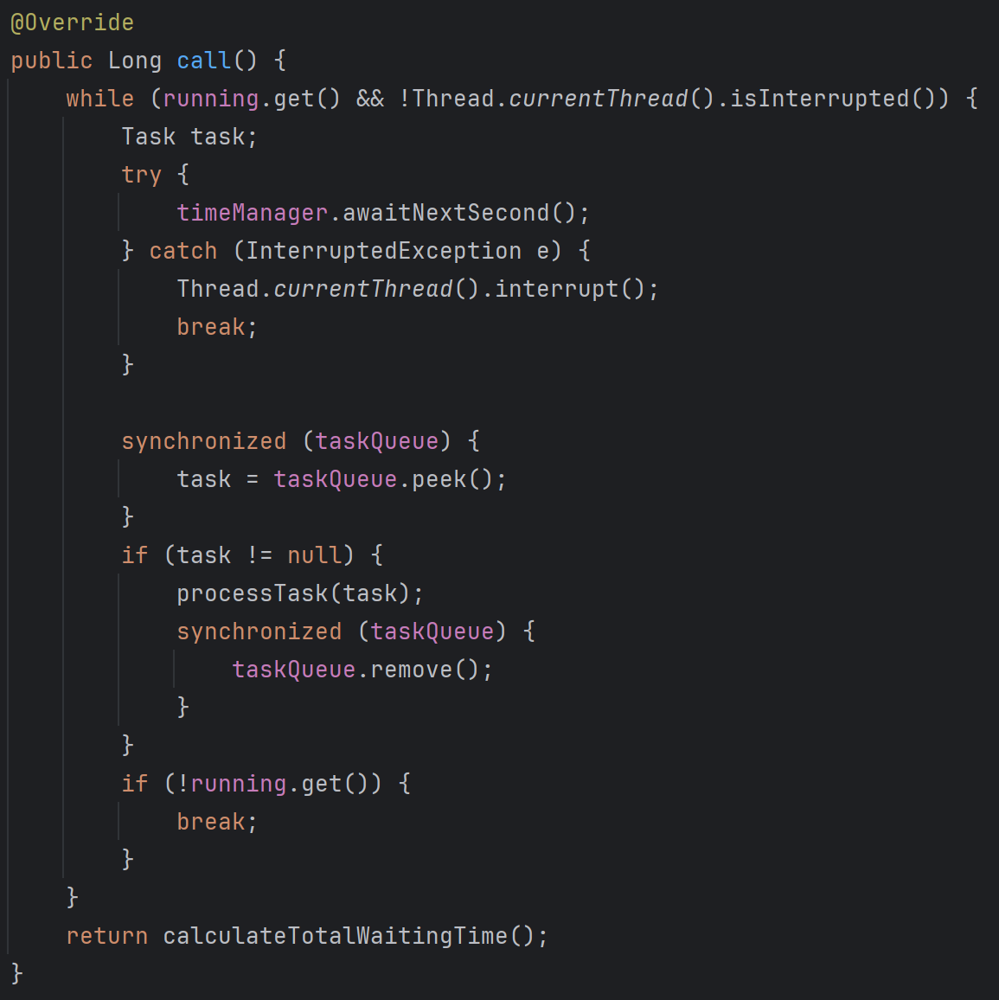 @Override
public Long call() {
    while (running.get() && !Thread.currentThread().isInterrupted()) {
        Task task;
        try {
            timeManager.awaitNextSecond();
        } catch (InterruptedException e) {
            Thread.currentThread().interrupt();
            break;
        }

        synchronized (taskQueue) {
            task = taskQueue.peek();
        }
        if (task != null) {
            processTask(task);
            synchronized (taskQueue) {
                taskQueue.remove();
            }
        }
        if (!running.get()) {
            break;
        }
    }
    return calculateTotalWaitingTime();
}